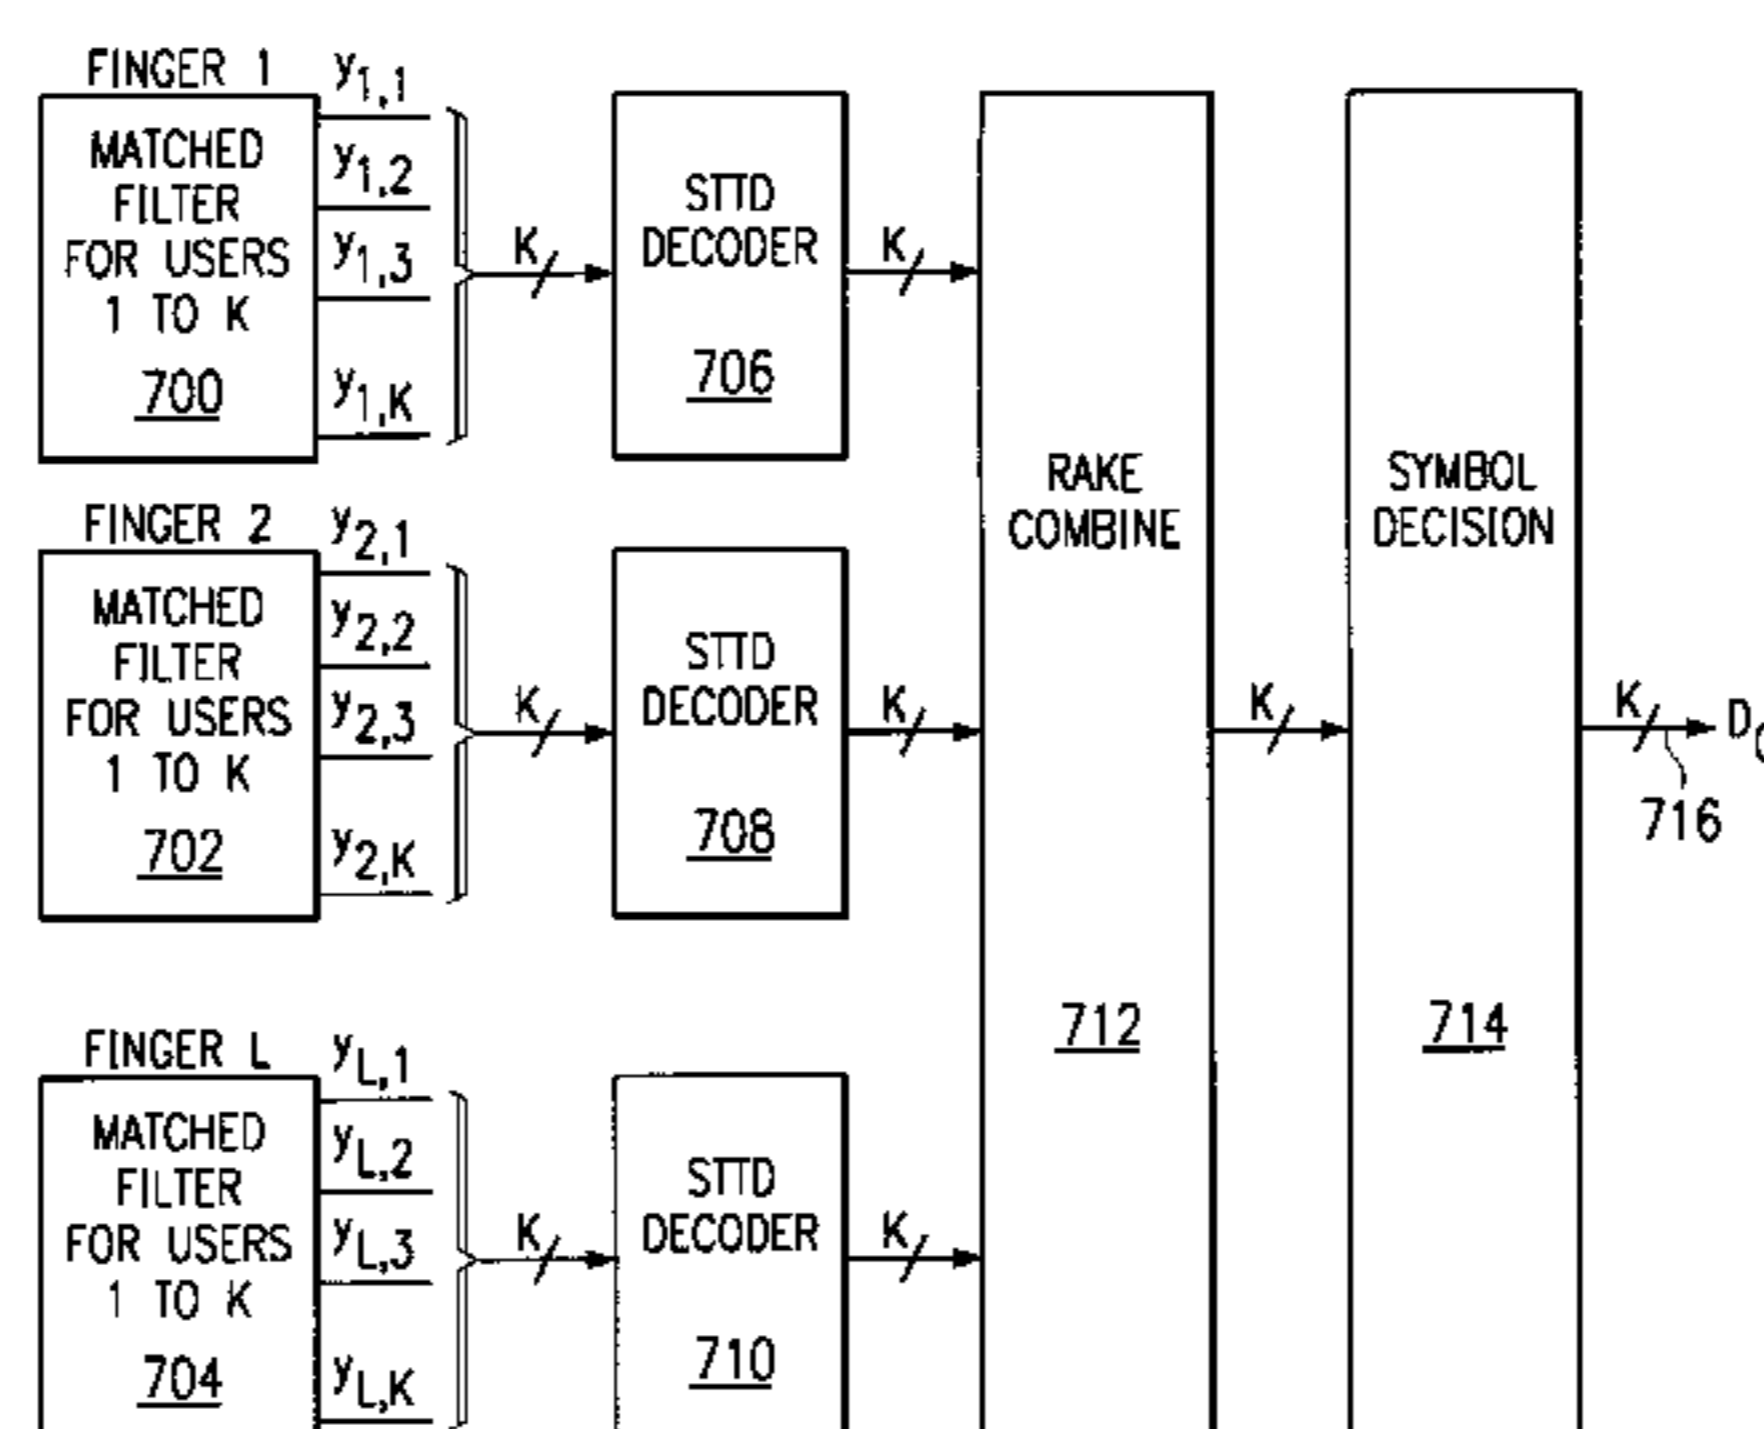 FINGER 1
MATCHED
FILTER
FOR USERS
1 TO K
700
y1,1
y1,2
y1,3
y1,K
K
STTD
DECODER
706
K
FINGER 2
MATCHED
FILTER
FOR USERS
1 TO K
702
y2,1
y2,2
y2,3
y2,K
K
STTD
DECODER
708
K
FINGER L
MATCHED
FILTER
FOR USERS
1 TO K
704
yL,1
yL,2
yL,3
yL,K
K
STTD
DECODER
710
K
RAKE
COMBINE
712
K
SYMBOL
DECISION
714
K
D
716